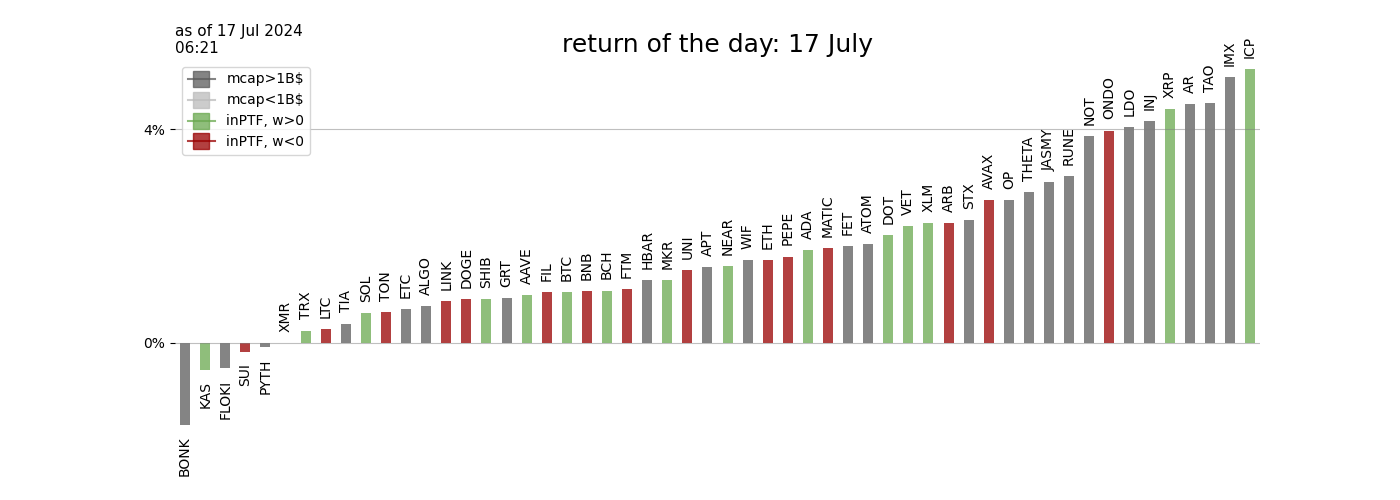 as of 17 Jul 2024
06:21
return of the day: 17 July
mcap>1B$
mcap<1B$
inPTF, w>0
inPTF, w<0
4%
0%
BONK
KAS
FLOKI
SUI
PYTH
XMR
TRX
LTC
TIA
SOL
TON
ETC
ALGO
LINK
DOGE
SHIB
GRT
AAVE
FIL
BTC
BNB
BCH
FTM
HBAR
MKR
UNI
APT
NEAR
WIF
ETH
PEPE
ADA
MATIC
FET
ATOM
DOT
VET
XLM
ARB
STX
AVAX
OP
THETA
JASMY
RUNE
NOT
ONDO
LDO
INJ
XRP
AR
TAO
IMX
ICP